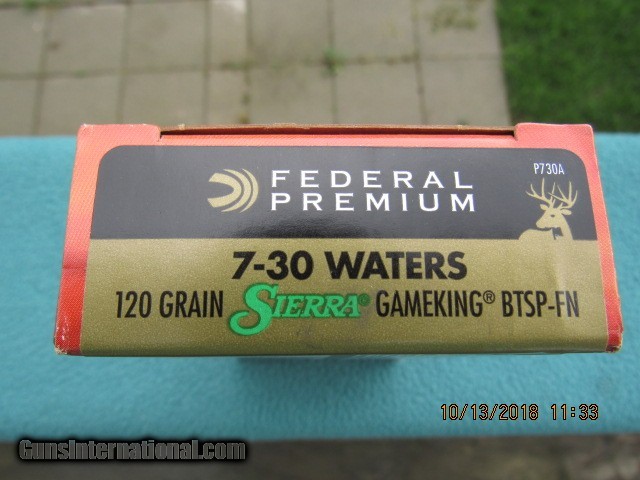 P730A
FEDERAL
PREMIUM
7-30 WATERS
120 GRAIN SIERRA® GAMEKING® BTSP-FN
10/13/2018 11:33
GunsInternational.com